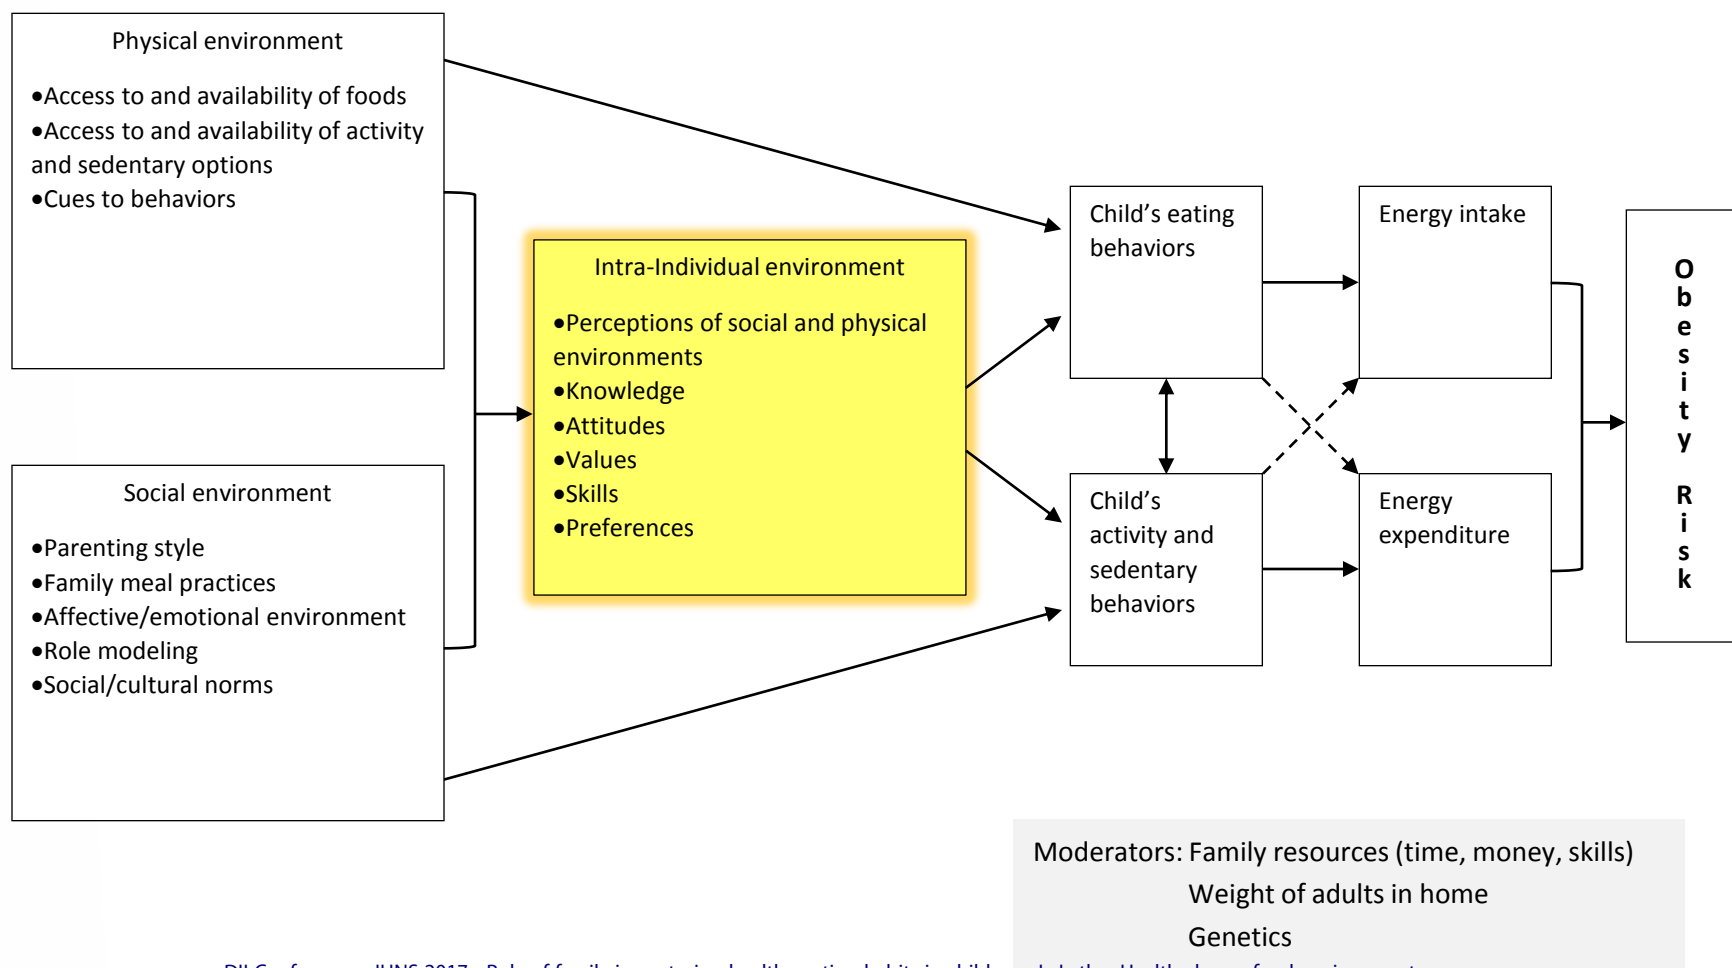 Physical environment
•Access to and availability of foods
•Access to and availability of activity
and sedentary options
•Cues to behaviors
Social environment
•Parenting style
•Family meal practices
•Affective/emotional environment
•Role modeling
•Social/cultural norms
Intra-Individual environment
•Perceptions of social and physical
environments
•Knowledge
•Attitudes
•Values
•Skills
•Preferences
Child’s eating
behaviors
Child’s
activity and
sedentary
behaviors
Energy intake
Energy
expenditure
Obesity Risk
Moderators: Family resources (time, money, skills)
Weight of adults in home
Genetics